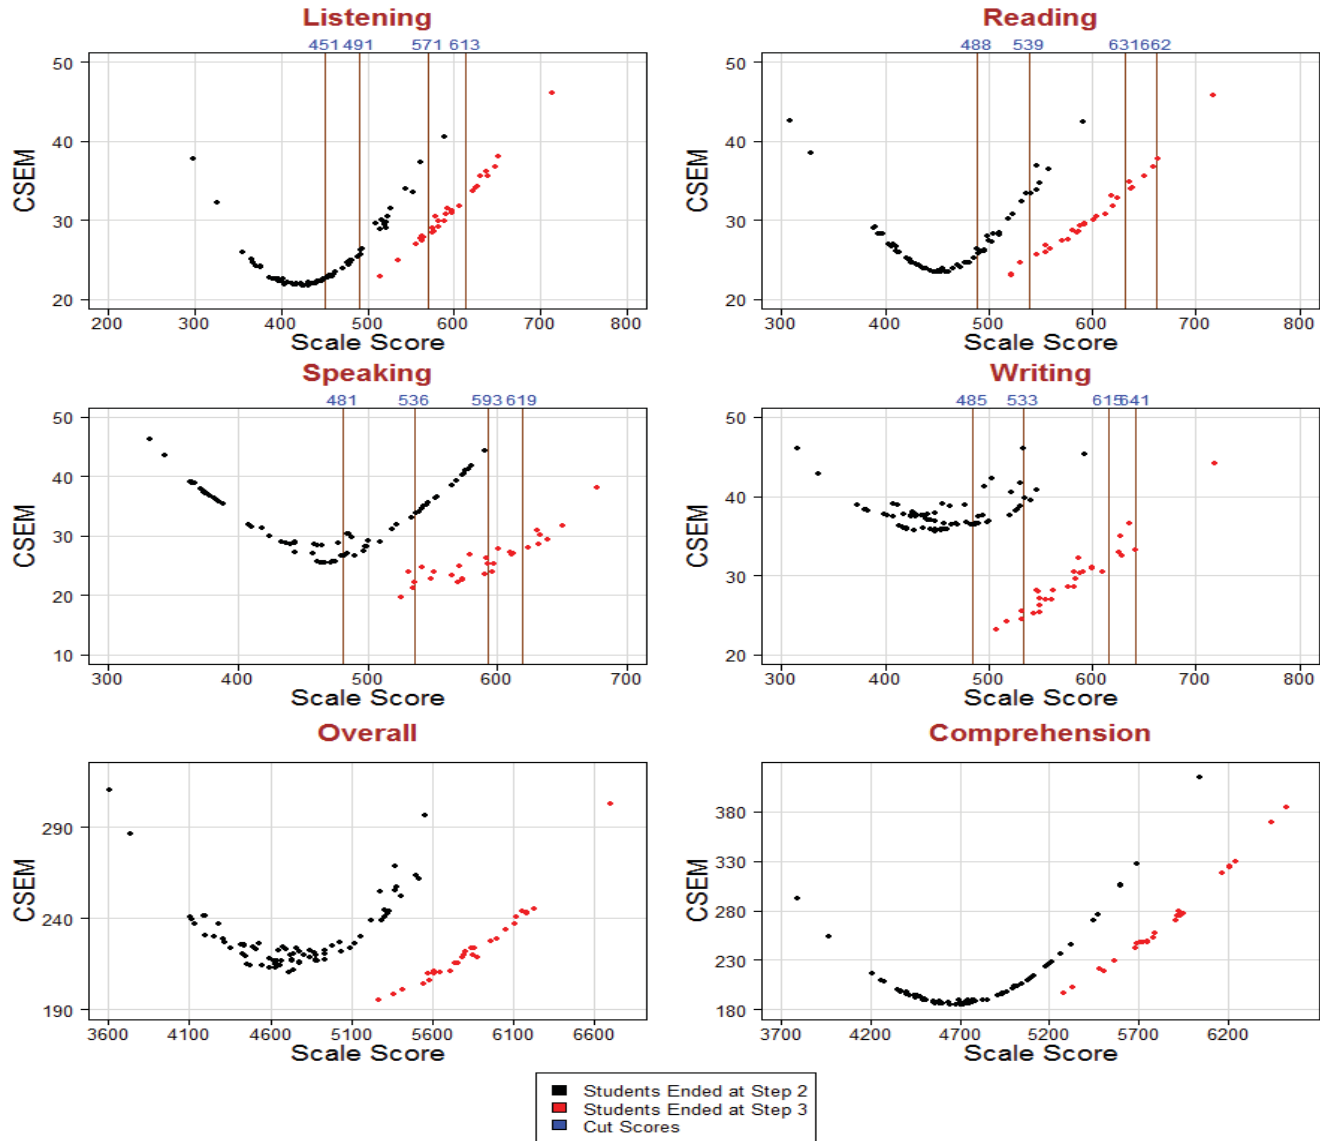 Listening
451 491 571 613
50
40
30
20
CSEM
200 300 400 500 600 700 800
Scale Score
Reading
488 539 631 662
50
40
30
20
CSEM
300 400 500 600 700 800
Scale Score
Speaking
481 536 593 619
50
40
30
20
10
CSEM
300 400 500 600 700
Scale Score
Writing
485 533 615 641
50
40
30
20
CSEM
300 400 500 600 700 800
Scale Score
Overall
290
240
190
CSEM
3600 4100 4600 5100 5600 6100 6600
Scale Score
Comprehension
380
330
280
230
180
CSEM
3700 4200 4700 5200 5700 6200
Scale Score
Students Ended at Step 2
Students Ended at Step 3
Cut Scores